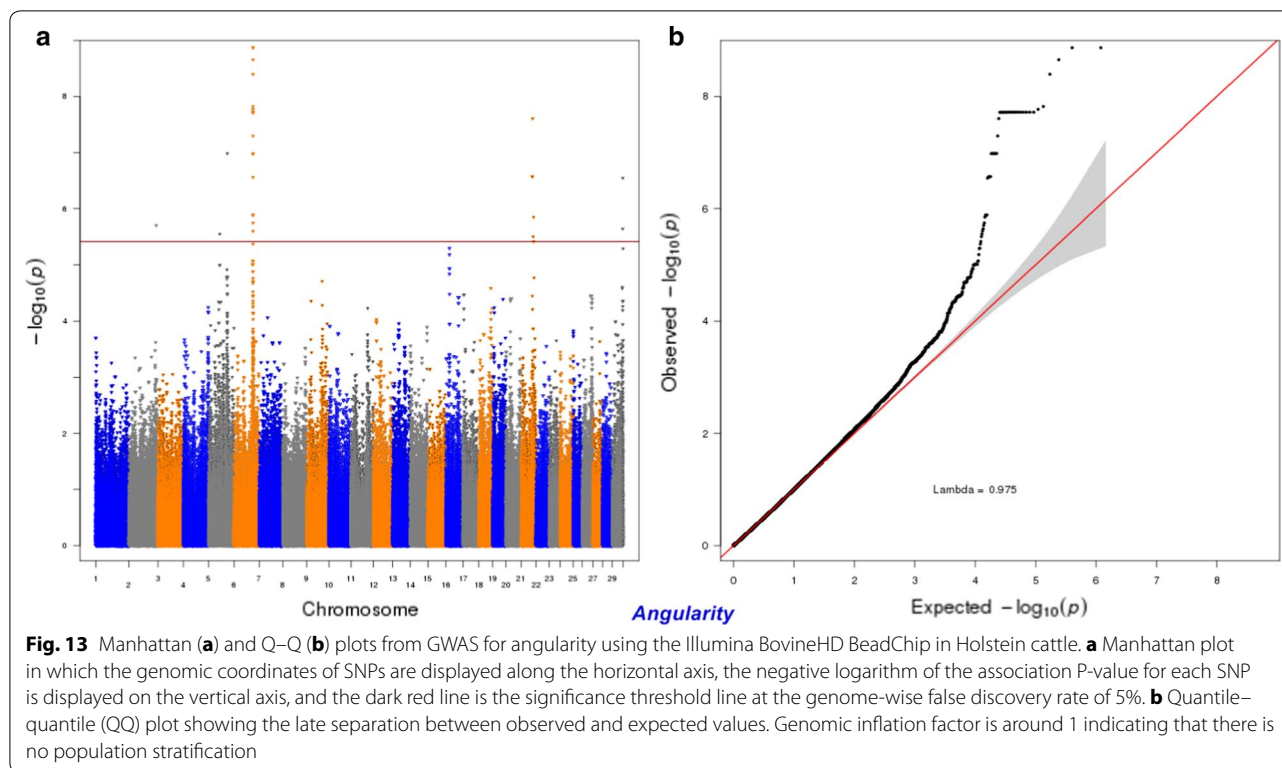 a
b
8
6
4
2
0
−log10(p)
1 2 3 4 5 6 7 8 9 10 11 12 13 14 15 16 17 18 19 20 21 22 23 25 27 29
Chromosome
8
6
4
2
0
Observed −log10(p)
Lambda = 0.975
0 1 2 3 4 5 6 7 8
Expected −log10(p)
Angularity
Fig. 13 Manhattan (a) and Q–Q (b) plots from GWAS for angularity using the Illumina BovineHD BeadChip in Holstein cattle. a Manhattan plot
in which the genomic coordinates of SNPs are displayed along the horizontal axis, the negative logarithm of the association P-value for each SNP
is displayed on the vertical axis, and the dark red line is the significance threshold line at the genome-wise false discovery rate of 5%. b Quantile–
quantile (QQ) plot showing the late separation between observed and expected values. Genomic inflation factor is around 1 indicating that there is
no population stratification